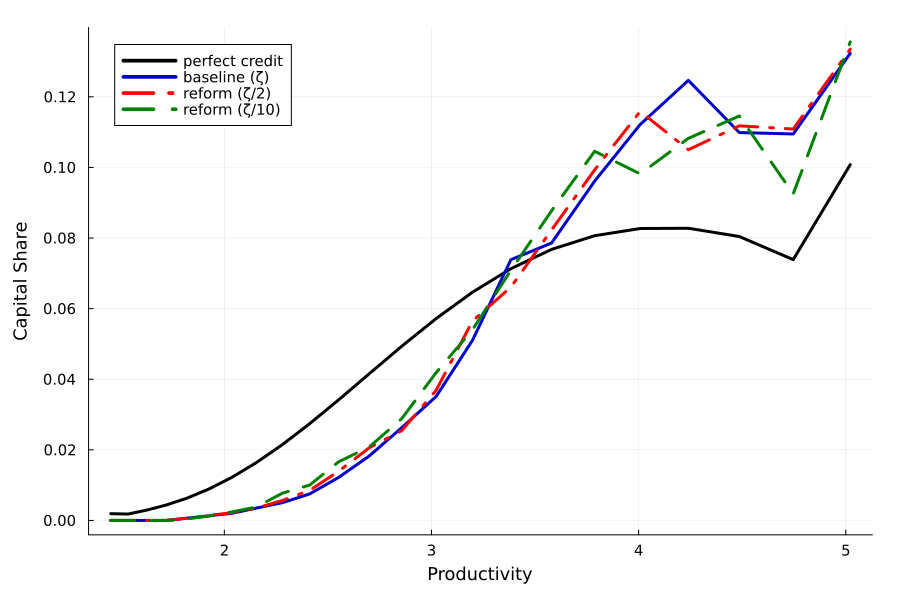 perfect credit
baseline (ζ)
reform (ζ/2)
reform (ζ/10)
0.12
0.10
0.08
0.06
0.04
0.02
0.00
Capital Share
2 3 4 5
Productivity